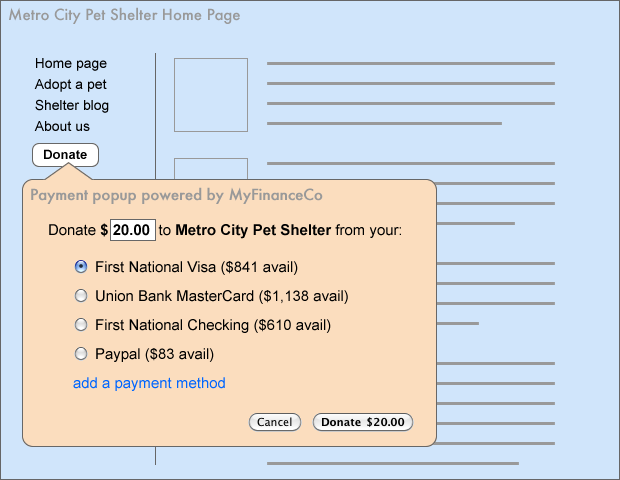 Metro City Pet Shelter Home Page
Home page
Adopt a pet
Shelter blog
About us
Donate
Payment popup powered by MyFinanceCo
Donate $ 20.00 to Metro City Pet Shelter from your:
First National Visa ($841 avail)
Union Bank MasterCard ($1,138 avail)
First National Checking ($610 avail)
Paypal ($83 avail)
add a payment method
Cancel Donate $20.00